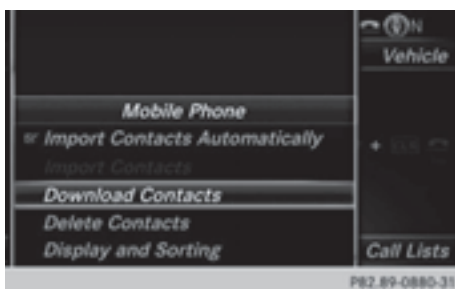 N
Vehicle
Mobile Phone
Import Contacts Automatically
Import Contacts
Download Contacts
Delete Contacts
Display and Sorting
Call Lists
P82.89-0880-31